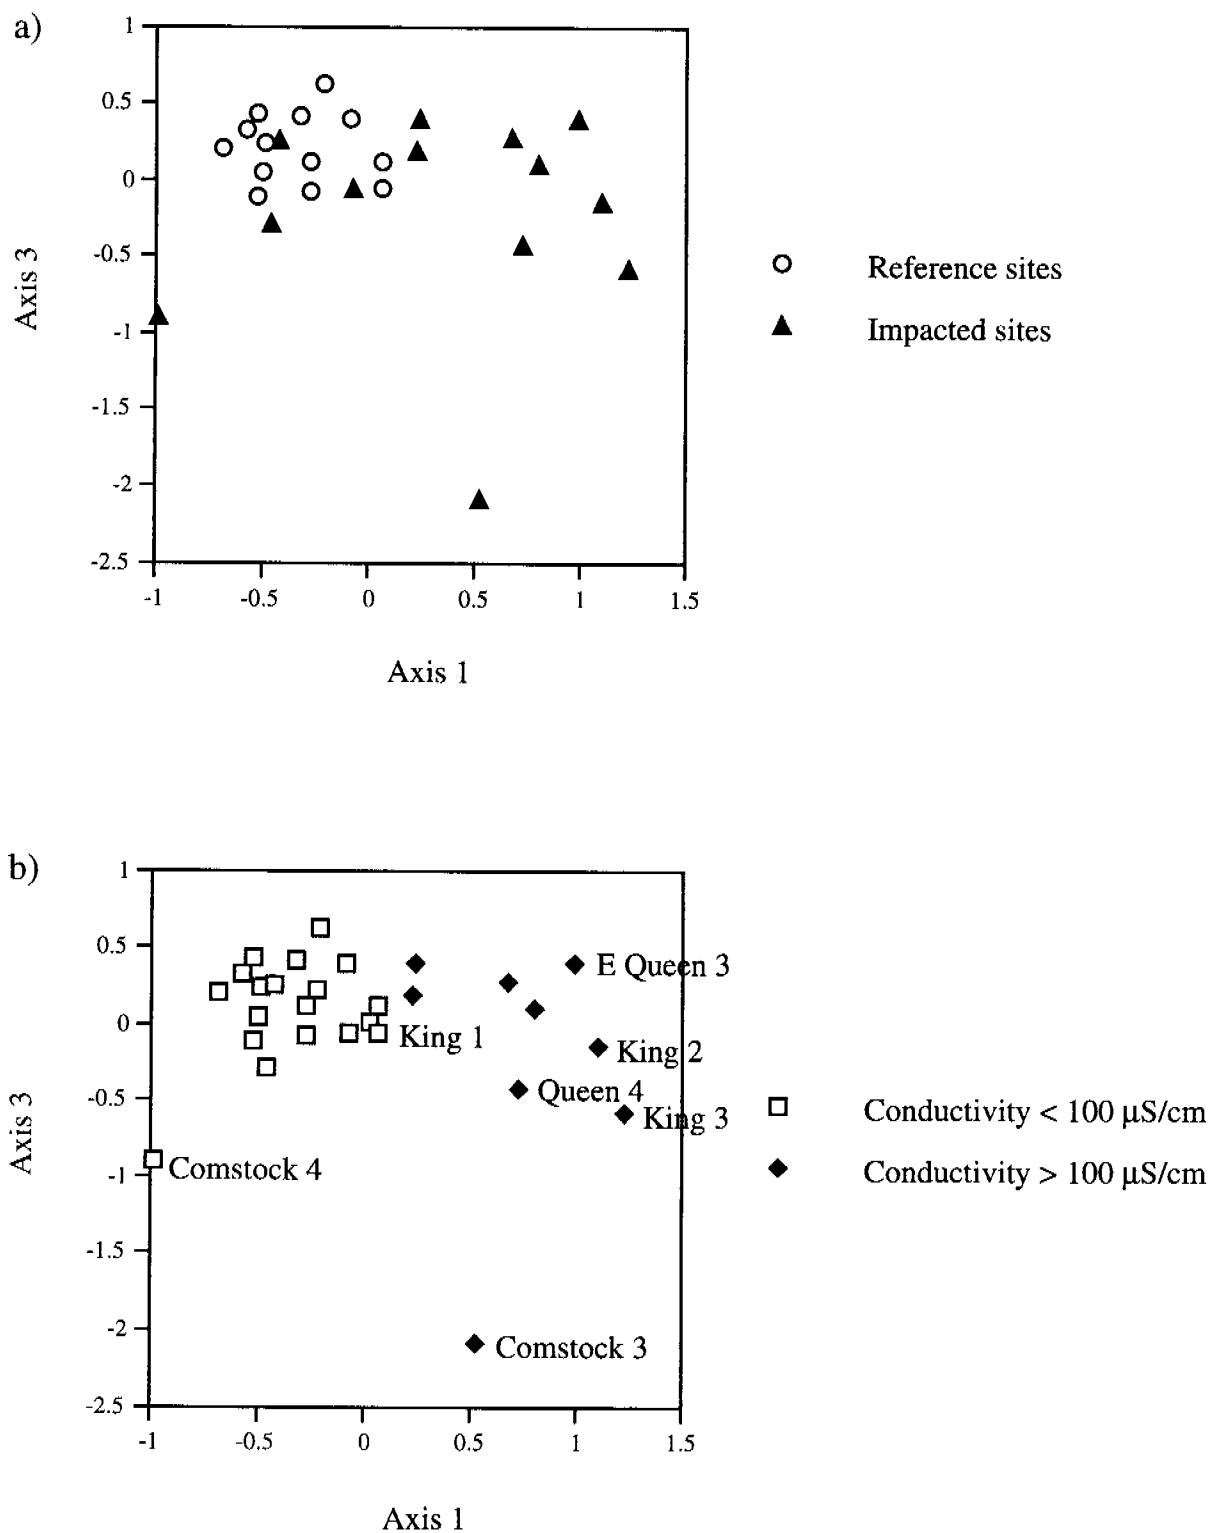 a)
1
0.5
0
-0.5
-1
-1.5
-2
-2.5
-1 -0.5 0 0.5 1 1.5
Axis 3
Axis 1
Reference sites
Impacted sites
b)
1
0.5
0
-0.5
-1
-1.5
-2
-2.5
-1 -0.5 0 0.5 1 1.5
Axis 3
Axis 1
E Queen 3
King 1
King 2
Queen 4
King 3
Comstock 4
Comstock 3
Conductivity < 100 µS/cm
Conductivity > 100 µS/cm